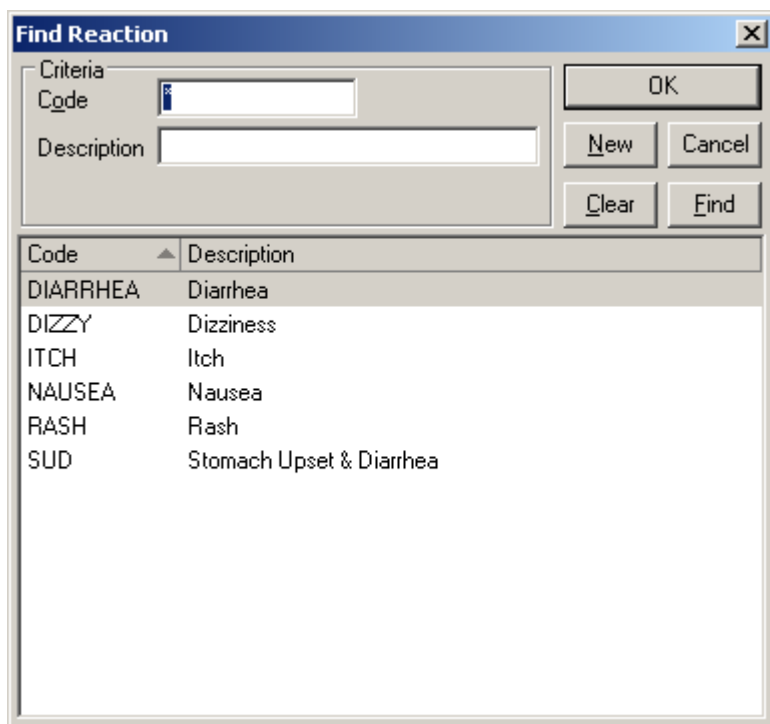 Find Reaction
Criteria
Code *
Description
OK
New Cancel
Clear Find
Code Description
DIARRHEA Diarrhea
DIZZY Dizziness
ITCH Itch
NAUSEA Nausea
RASH Rash
SUD Stomach Upset & Diarrhea